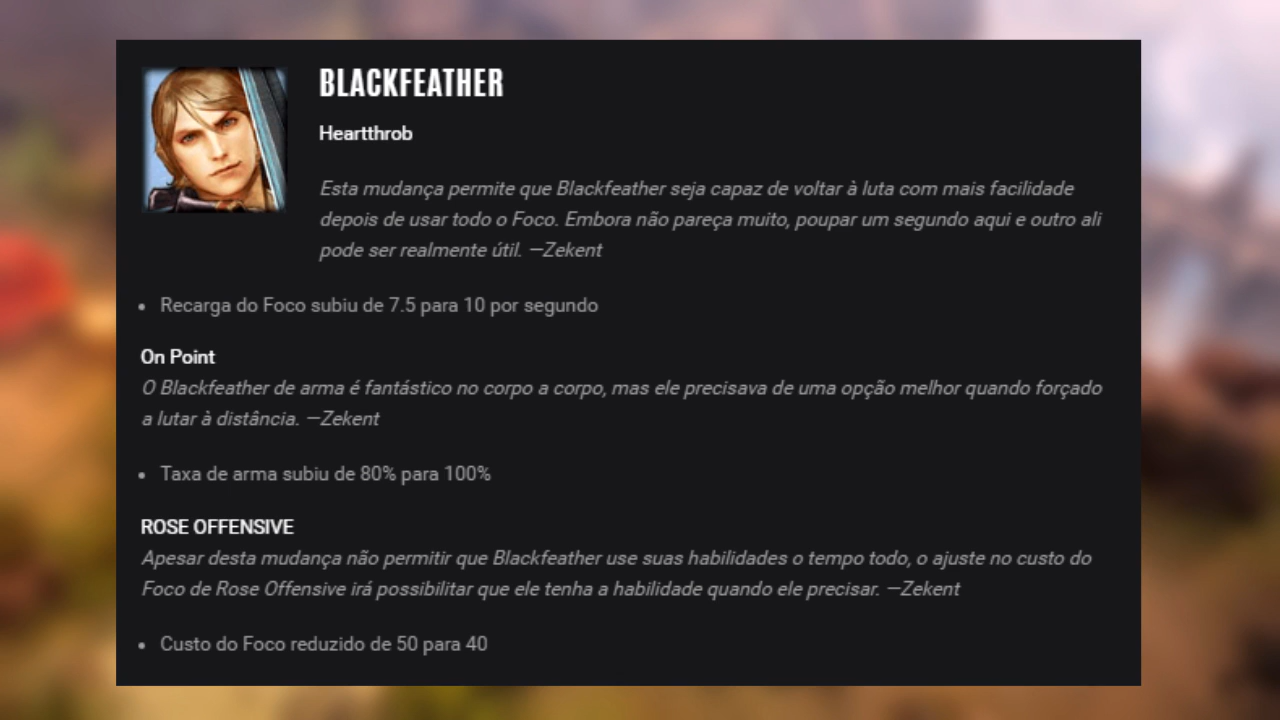 BLACKFEATHER
Heartthrob
Esta mudança permite que Blackfeather seja capaz de voltar à luta com mais facilidade
depois de usar todo o Foco. Embora não pareça muito, poupar um segundo aqui e outro ali
pode ser realmente útil. —Zekent
• Recarga do Foco subiu de 7.5 para 10 por segundo
On Point
O Blackfeather de arma é fantástico no corpo a corpo, mas ele precisava de uma opção melhor quando forçado
a lutar à distância. —Zekent
• Taxa de arma subiu de 80% para 100%
ROSE OFFENSIVE
Apesar desta mudança não permitir que Blackfeather use suas habilidades o tempo todo, o ajuste no custo do
Foco de Rose Offensive irá possibilitar que ele tenha a habilidade quando ele precisar. —Zekent
• Custo do Foco reduzido de 50 para 40